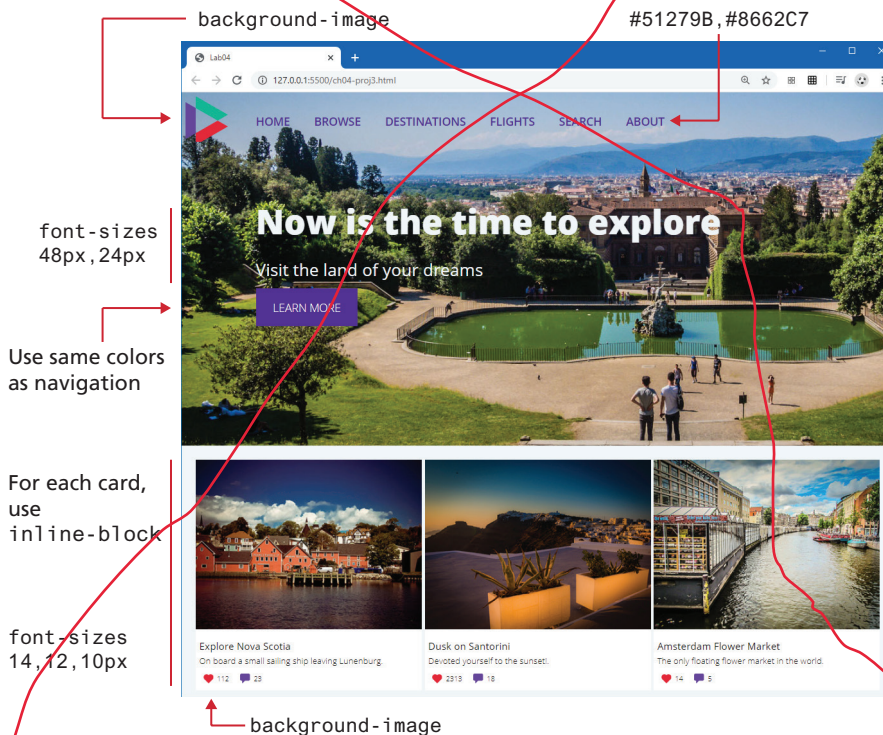 background-image
#51279B,#8662C7
Lab04
127.0.0.1:5500/ch04-proj3.html
HOME BROWSE DESTINATIONS FLIGHTS SEARCH ABOUT
font-sizes
48px,24px
Now is the time to explore
Visit the land of your dreams
LEARN MORE
Use same colors
as navigation
For each card,
use
inline-block
font-sizes
14,12,10px
Explore Nova Scotia
On board a small sailing ship leaving Lunenburg.
112 23
Dusk on Santorini
Devoted yourself to the sunset!.
2313 18
Amsterdam Flower Market
The only floating flower market in the world.
14 5
background-image